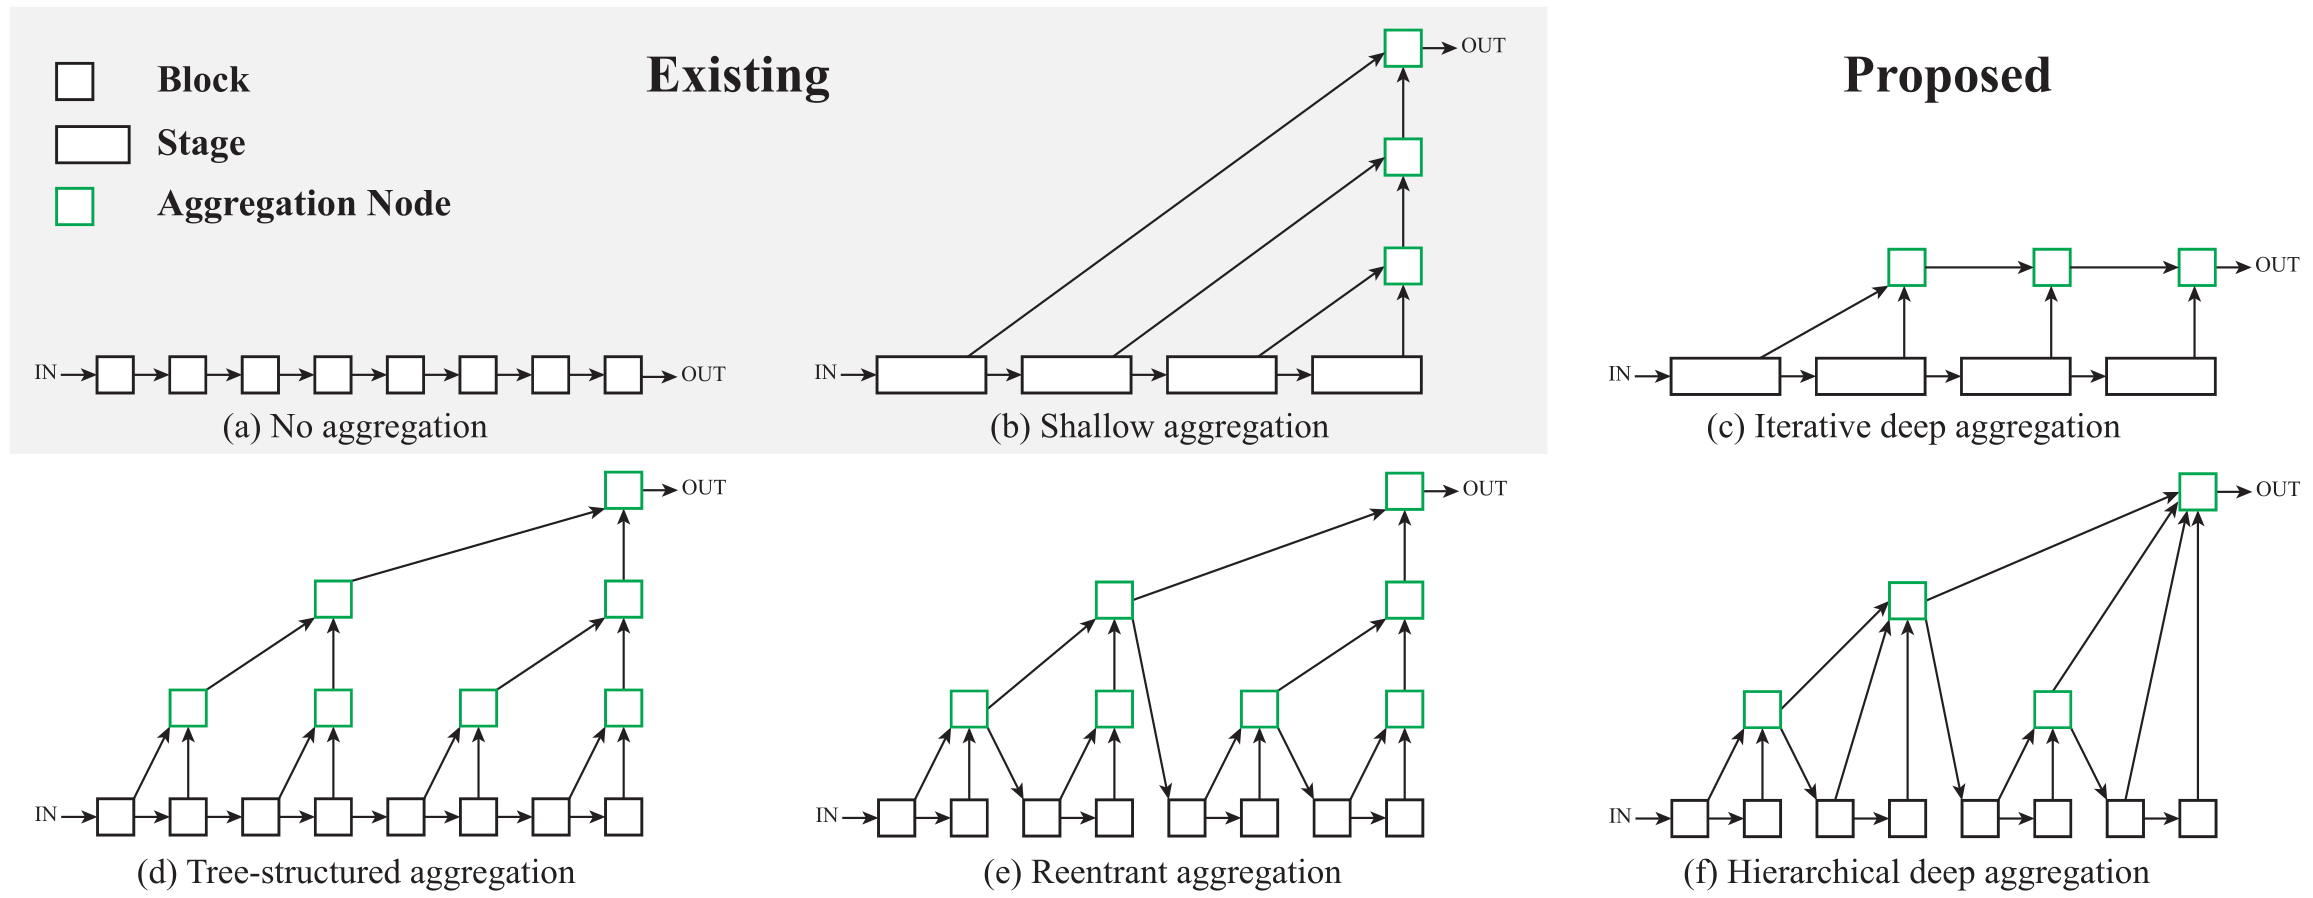 Block
Stage
Aggregation Node
Existing
Proposed
OUT
IN
OUT
(a) No aggregation
IN
(b) Shallow aggregation
OUT
IN
(c) Iterative deep aggregation
OUT
IN
(d) Tree-structured aggregation
OUT
IN
(e) Reentrant aggregation
OUT
IN
(f) Hierarchical deep aggregation